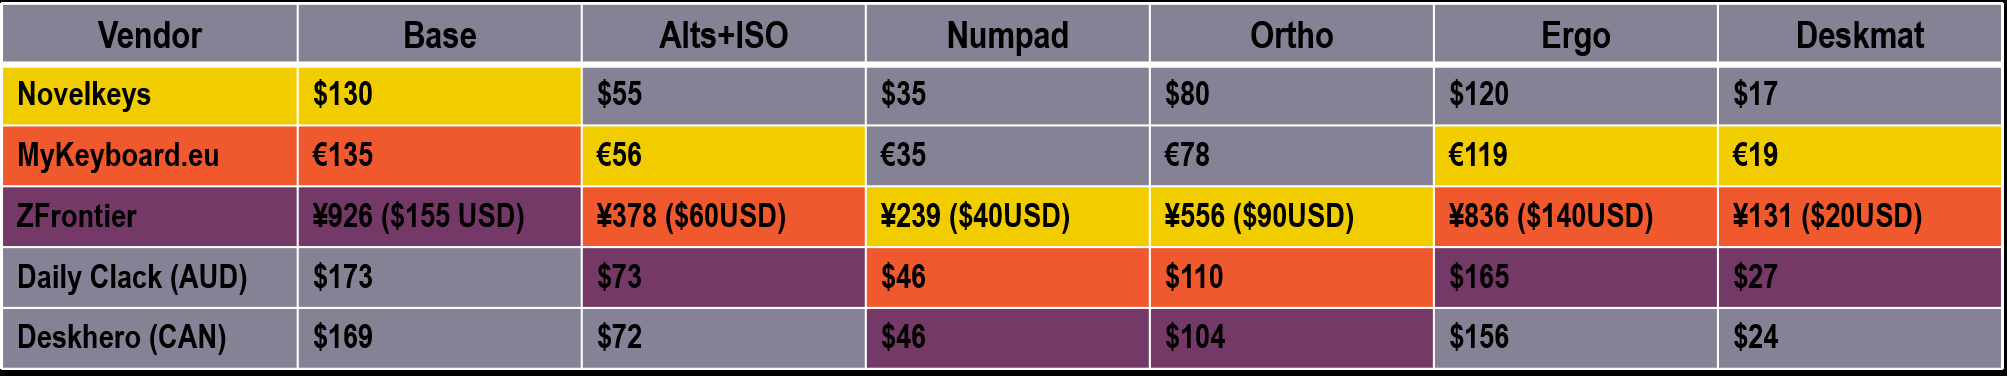 Vendor Base Alts+ISO Numpad Ortho Ergo Deskmat
Novelkeys $130 $55 $35 $80 $120 $17
MyKeyboard.eu €135 €56 €35 €78 €119 €19
ZFrontier ¥926 ($155 USD) ¥378 ($60USD) ¥239 ($40USD) ¥556 ($90USD) ¥836 ($140USD) ¥131 ($20USD)
Daily Clack (AUD) $173 $73 $46 $110 $165 $27
Deskhero (CAN) $169 $72 $46 $104 $156 $24